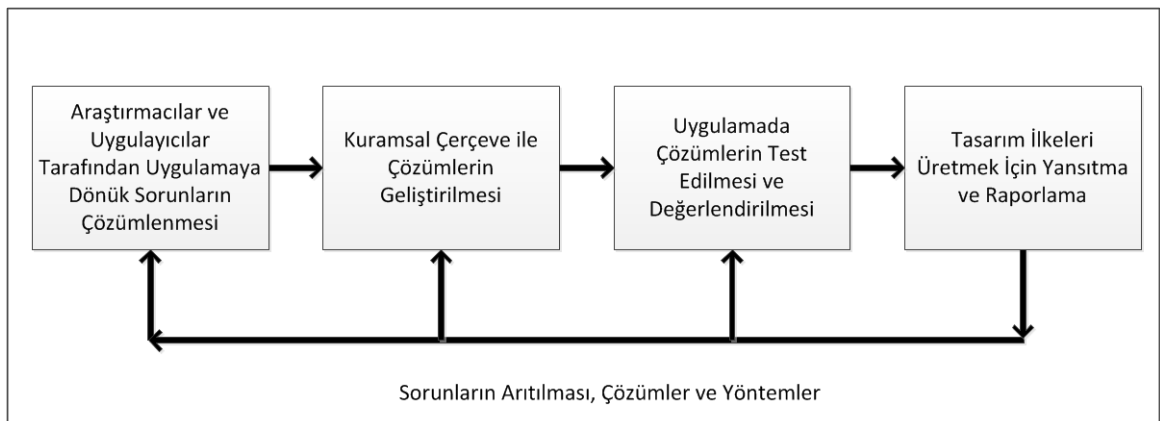 Araştırmacılar ve
Uygulayıcılar
Tarafından Uygulamaya
Dönük Sorunların
Çözümlenmesi
Kuramsal Çerçeve ile
Çözümlerin
Geliştirilmesi
Uygulamada
Çözümlerin Test
Edilmesi ve
Değerlendirilmesi
Tasarım İlkeleri
Üretmek İçin Yansıtma
ve Raporlama
Sorunların Arıtılması, Çözümler ve Yöntemler